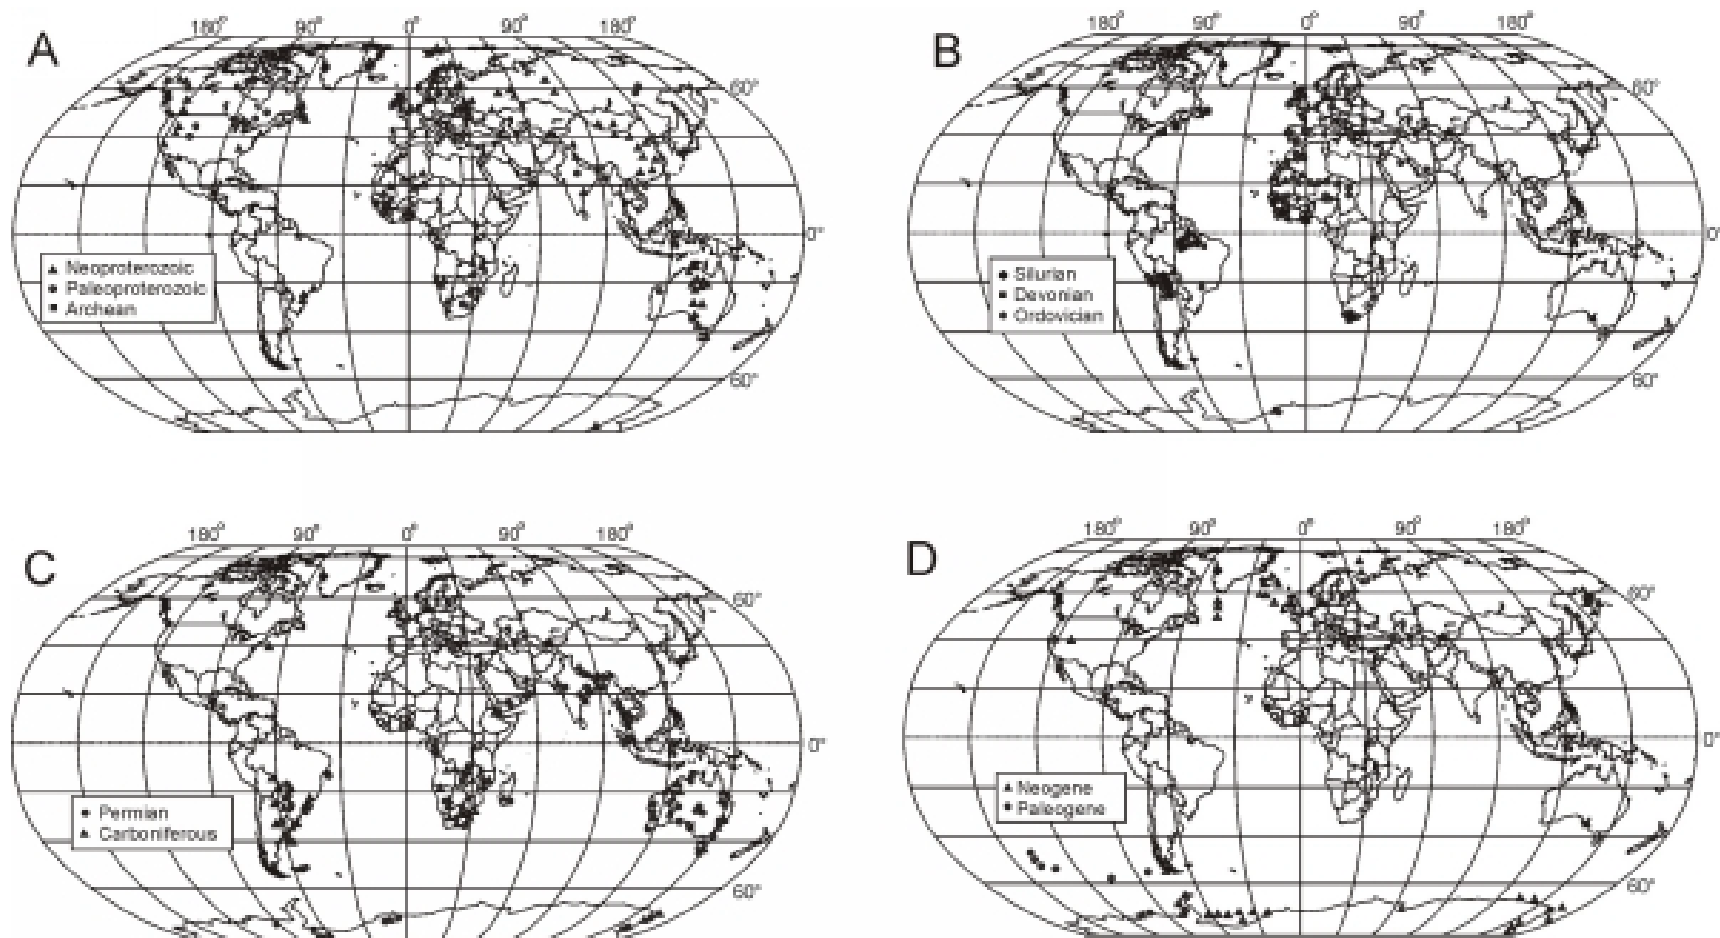 A
180° 90° 0° 90° 180°
60°
0°
60°
▲ Neoproterozoic
● Paleoproterozoic
■ Archean
B
180° 90° 0° 90° 180°
60°
0°
60°
● Silurian
■ Devonian
● Ordovician
C
180° 90° 0° 90° 180°
60°
0°
60°
● Permian
▲ Carboniferous
D
180° 90° 0° 90° 180°
60°
0°
60°
▲ Neogene
● Paleogene